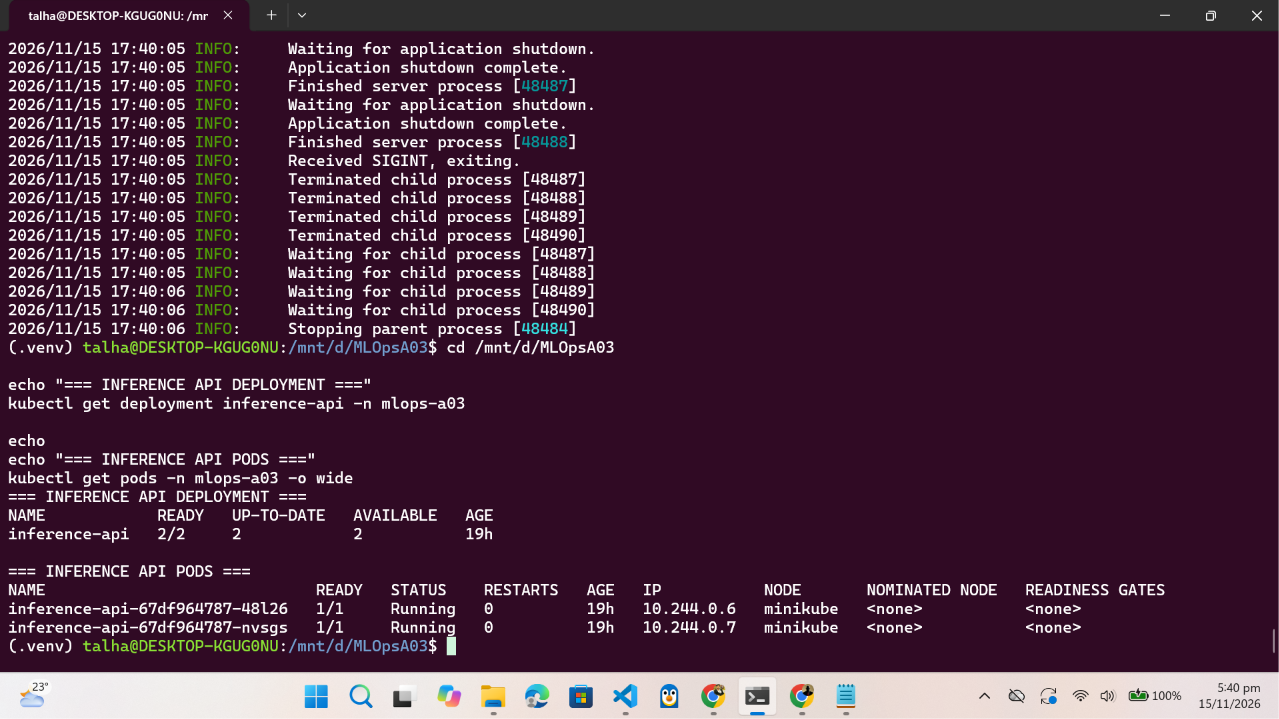 talha@DESKTOP-KGUG0NU: /mr
2026/11/15 17:40:05 INFO:     Waiting for application shutdown.
2026/11/15 17:40:05 INFO:     Application shutdown complete.
2026/11/15 17:40:05 INFO:     Finished server process [48487]
2026/11/15 17:40:05 INFO:     Waiting for application shutdown.
2026/11/15 17:40:05 INFO:     Application shutdown complete.
2026/11/15 17:40:05 INFO:     Finished server process [48488]
2026/11/15 17:40:05 INFO:     Received SIGINT, exiting.
2026/11/15 17:40:05 INFO:     Terminated child process [48487]
2026/11/15 17:40:05 INFO:     Terminated child process [48488]
2026/11/15 17:40:05 INFO:     Terminated child process [48489]
2026/11/15 17:40:05 INFO:     Terminated child process [48490]
2026/11/15 17:40:05 INFO:     Waiting for child process [48487]
2026/11/15 17:40:05 INFO:     Waiting for child process [48488]
2026/11/15 17:40:06 INFO:     Waiting for child process [48489]
2026/11/15 17:40:06 INFO:     Waiting for child process [48490]
2026/11/15 17:40:06 INFO:     Stopping parent process [48484]
(.venv) talha@DESKTOP-KGUG0NU:/mnt/d/MLOpsA03$ cd /mnt/d/MLOpsA03
echo "=== INFERENCE API DEPLOYMENT ==="
kubectl get deployment inference-api -n mlops-a03
echo
echo "=== INFERENCE API PODS ==="
kubectl get pods -n mlops-a03 -o wide
=== INFERENCE API DEPLOYMENT ===
NAME            READY   UP-TO-DATE   AVAILABLE   AGE
inference-api   2/2     2            2           19h
=== INFERENCE API PODS ===
NAME                             READY   STATUS    RESTARTS   AGE   IP           NODE       NOMINATED NODE   READINESS GATES
inference-api-67df964787-48l26   1/1     Running   0          19h   10.244.0.6   minikube   <none>           <none>
inference-api-67df964787-nvsgs   1/1     Running   0          19h   10.244.0.7   minikube   <none>           <none>
(.venv) talha@DESKTOP-KGUG0NU:/mnt/d/MLOpsA03$
23°
100%
5:40 pm
15/11/2026